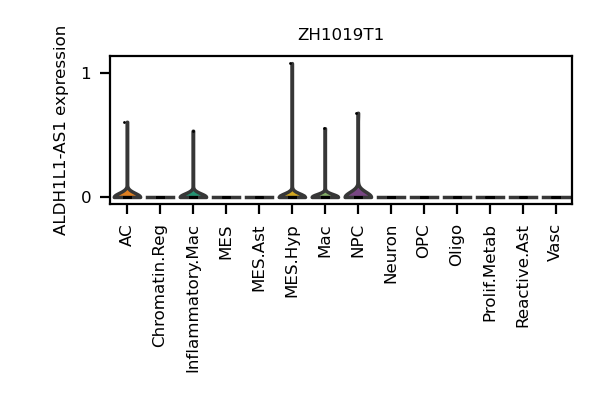 ZH1019T1
ALDH1L1-AS1 expression
1
0
AC
Chromatin.Reg
Inflammatory.Mac
MES
MES.Ast
MES.Hyp
Mac
NPC
Neuron
OPC
Oligo
Prolif.Metab
Reactive.Ast
Vasc